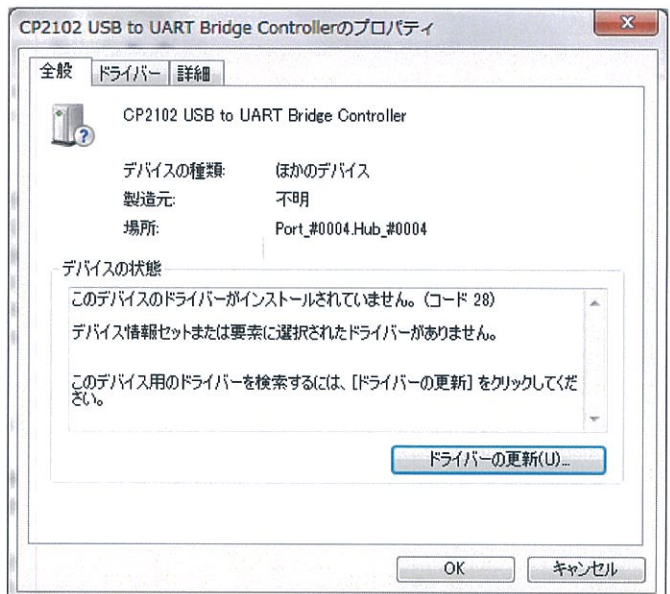 CP2102 USB to UART Bridge Controllerのプロパティ
全般 ドライバー 詳細
CP2102 USB to UART Bridge Controller
デバイスの種類: ほかのデバイス
製造元: 不明
場所: Port_#0004.Hub_#0004
デバイスの状態
このデバイスのドライバーがインストールされていません。(コード 28)
デバイス情報セットまたは要素に選択されたドライバーがありません。
このデバイス用のドライバーを検索するには、[ドライバーの更新] をクリックしてくだ
さい。
ドライバーの更新(U)...
OK キャンセル